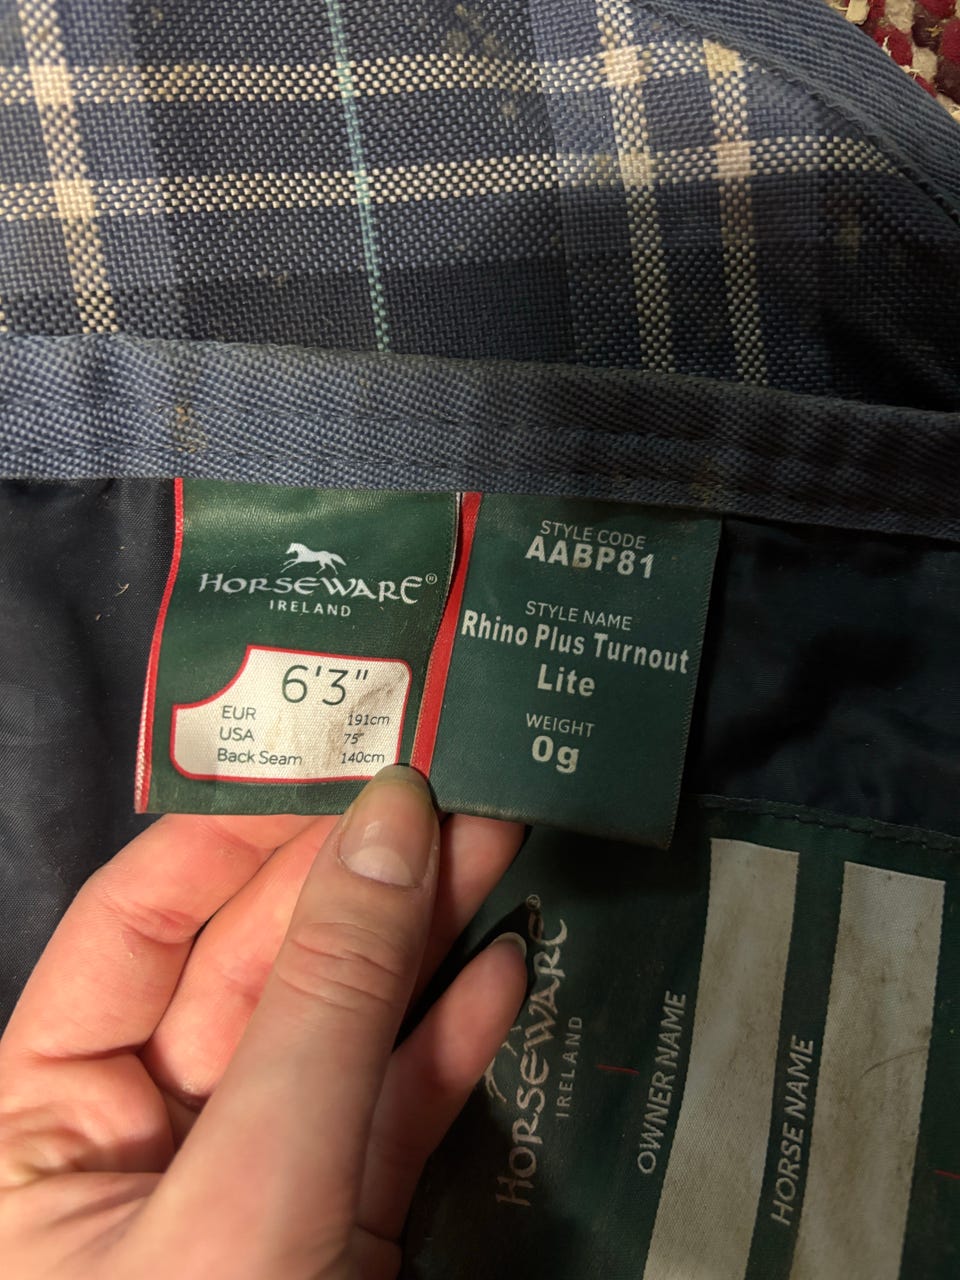 HORSEWARE®
IRELAND
6'3"
EUR 191cm
USA 75"
Back Seam 140cm
STYLE CODE
AABP81
STYLE NAME
Rhino Plus Turnout
Lite
WEIGHT
0g
HORSEWARE®
IRELAND
OWNER NAME
HORSE NAME